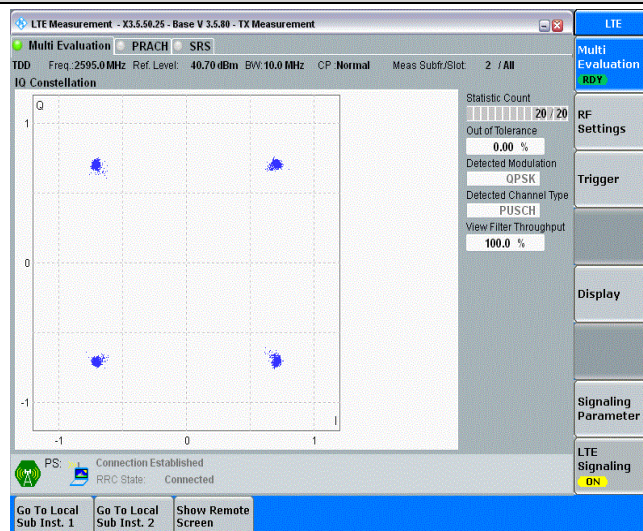 LTE Measurement - X3.5.50.25 - Base V 3.5.80 - TX Measurement
LTE
Multi Evaluation PRACH SRS
Multi
Evaluation
RDY
TDD Freq.:2595.0 MHz Ref. Level: 40.70 dBm BW:10.0 MHz CP :Normal Meas Subfr./Slot: 2 / All
IQ Constellation
Q
1
0
-1
-1 0 1
I
Statistic Count
20 / 20
Out of Tolerance
0.00 %
Detected Modulation
QPSK
Detected Channel Type
PUSCH
View Filter Throughput
100.0 %
RF
Settings
Trigger
Display
Signaling
Parameter
LTE
Signaling
ON
PS: Connection Established
RRC State: Connected
Go To Local
Sub Inst. 1
Go To Local
Sub Inst. 2
Show Remote
Screen